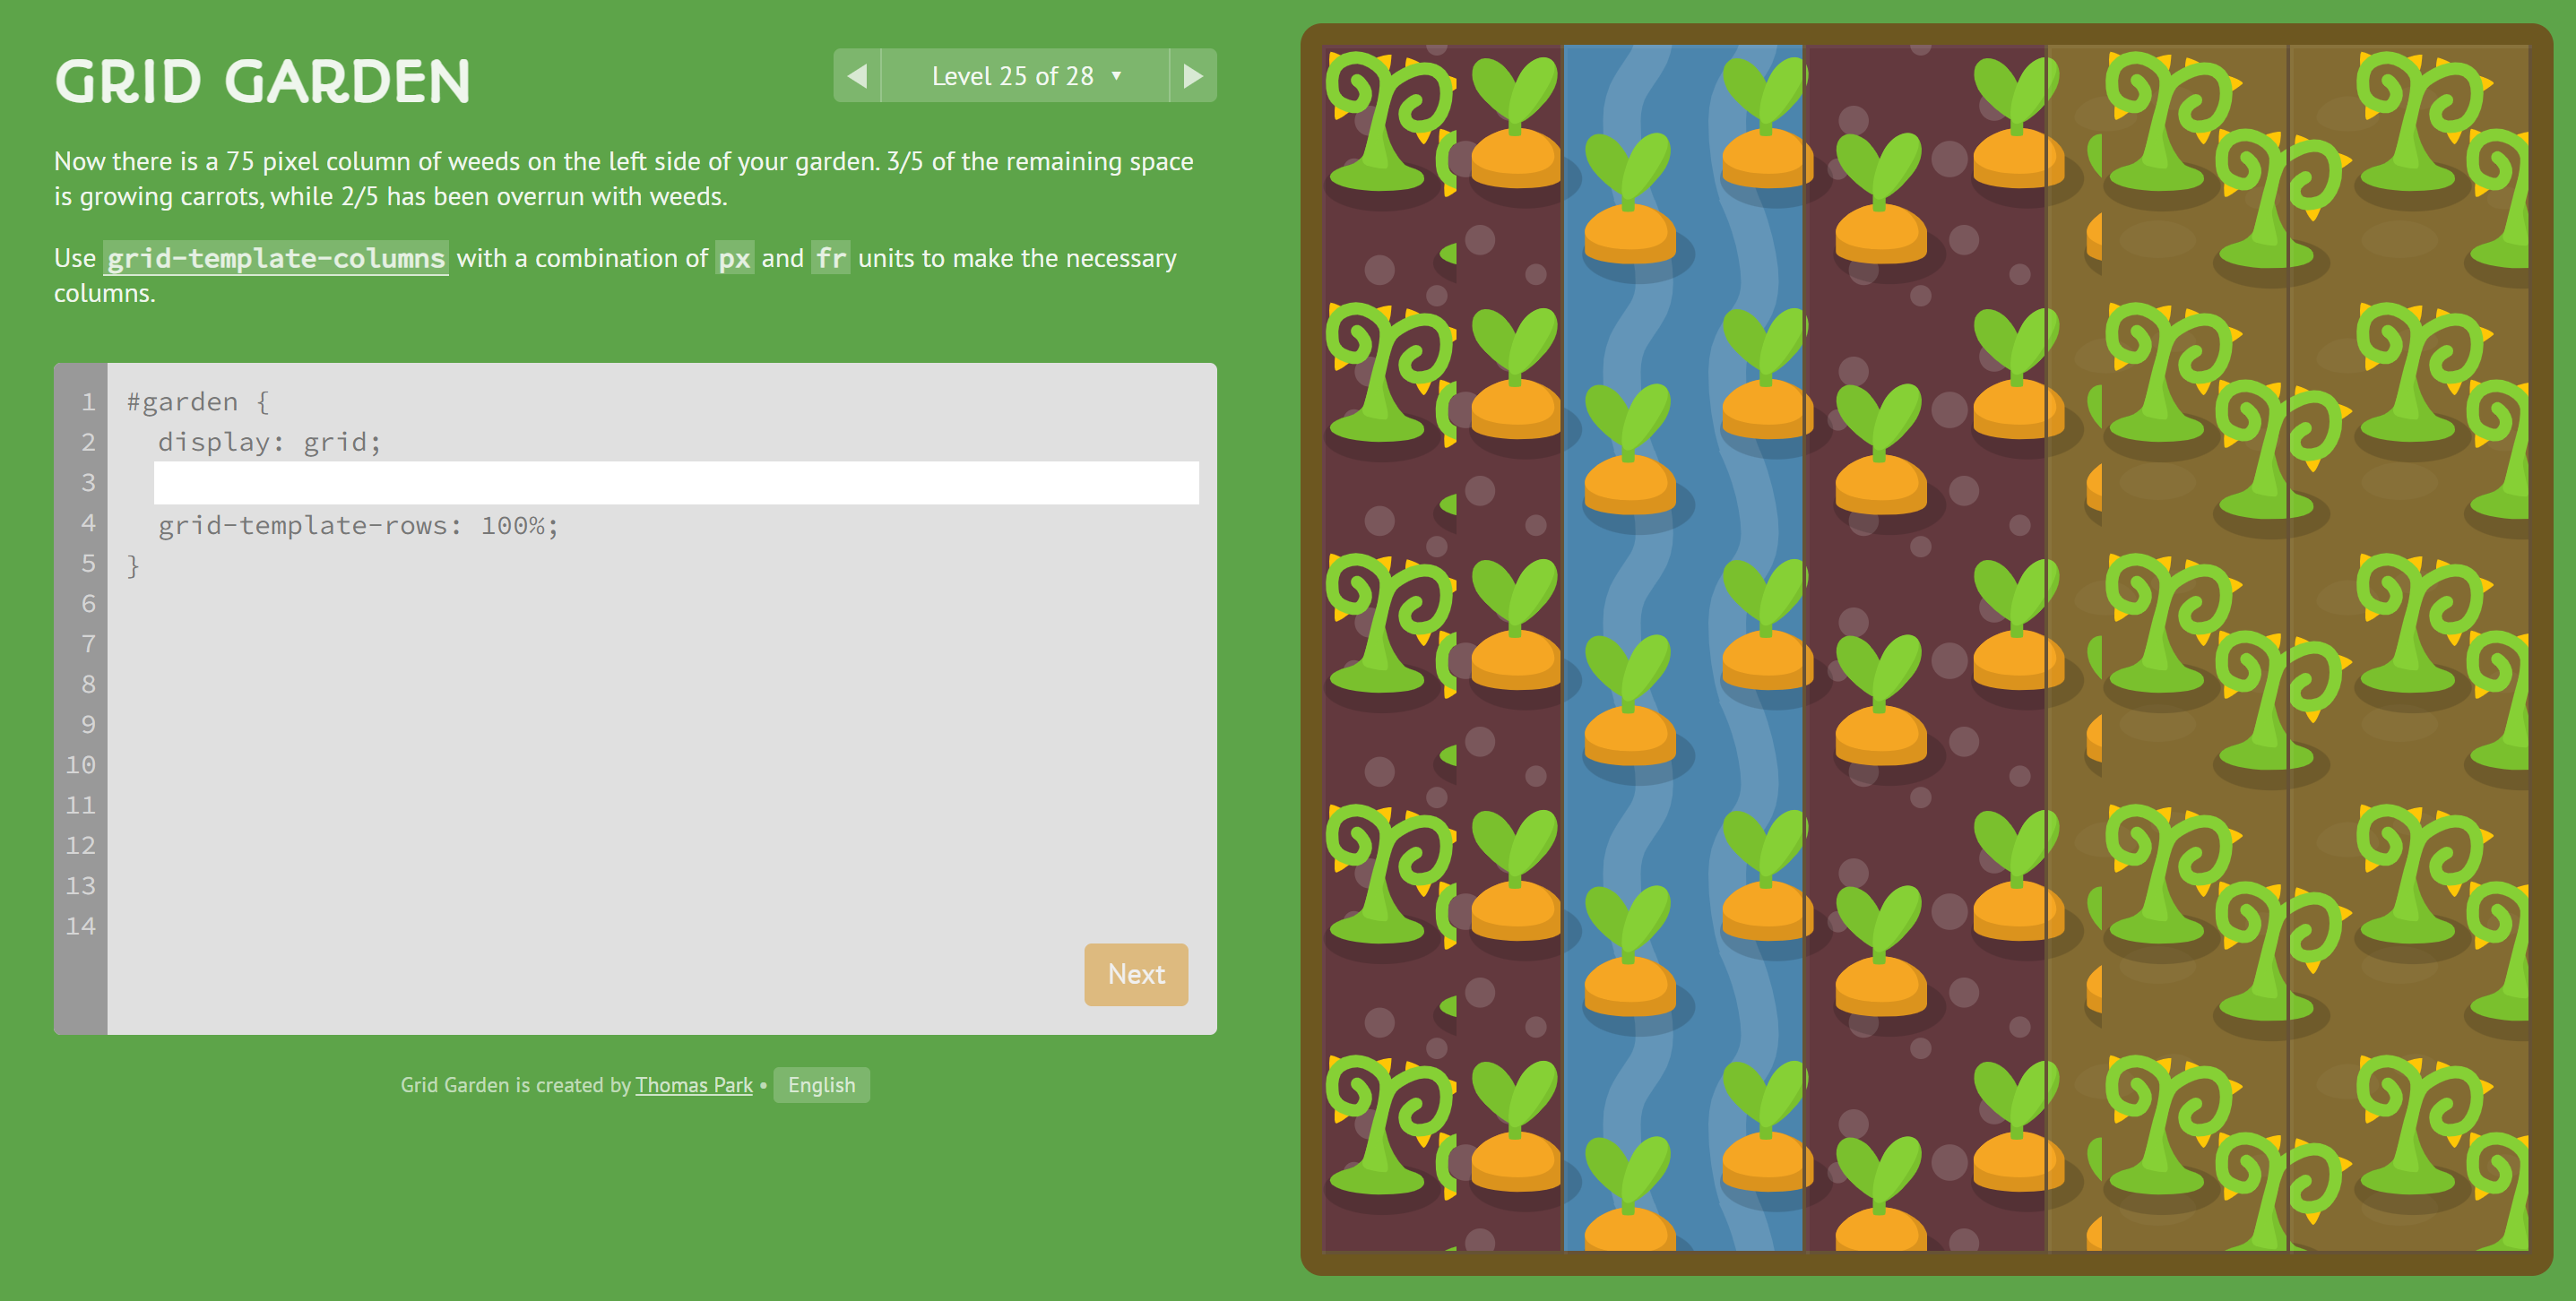 GRID GARDEN
◀ Level 25 of 28 ▼ ▶
Now there is a 75 pixel column of weeds on the left side of your garden. 3/5 of the remaining space
is growing carrots, while 2/5 has been overrun with weeds.
Use grid-template-columns with a combination of px and fr units to make the necessary
columns.
1 #garden {
2 display: grid;
3
4 grid-template-rows: 100%;
5 }
6
7
8
9
10
11
12
13
14
Next
Grid Garden is created by Thomas Park • English